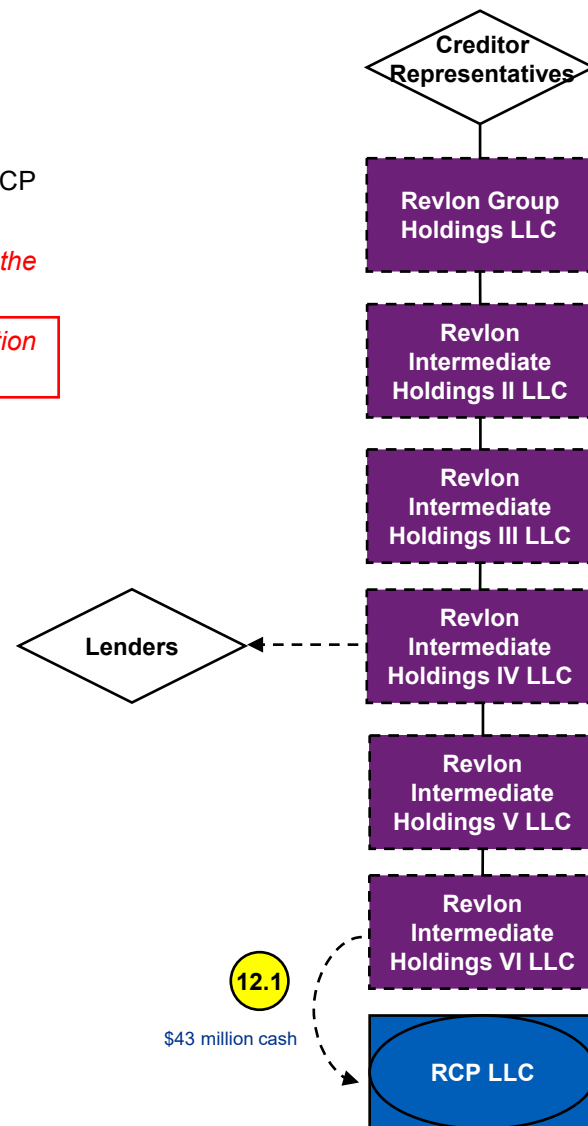 Creditor
Representatives
CP
the
tion
Revlon Group
Holdings LLC
Revlon
Intermediate
Holdings II LLC
Revlon
Intermediate
Holdings III LLC
Lenders
Revlon
Intermediate
Holdings IV LLC
Revlon
Intermediate
Holdings V LLC
Revlon
Intermediate
Holdings VI LLC
12.1
$43 million cash
RCP LLC